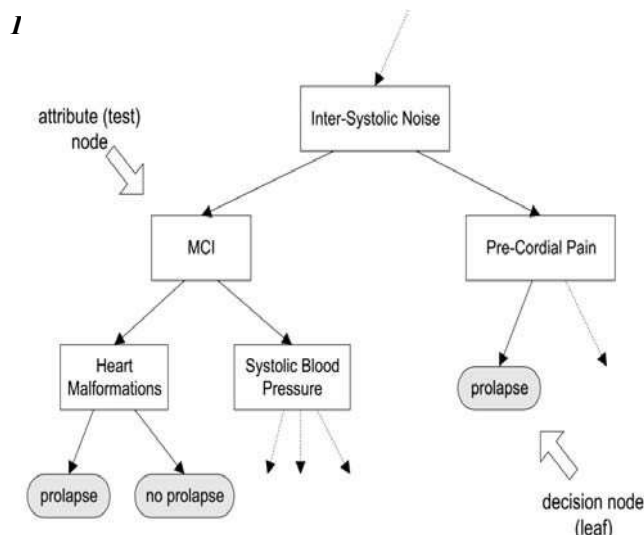 l
Inter-Systolic Noise
attribute (test)
node
MCI
Pre-Cordial Pain
Heart
Malformations
Systolic Blood
Pressure
prolapse
prolapse
no prolapse
decision node
(leaf)